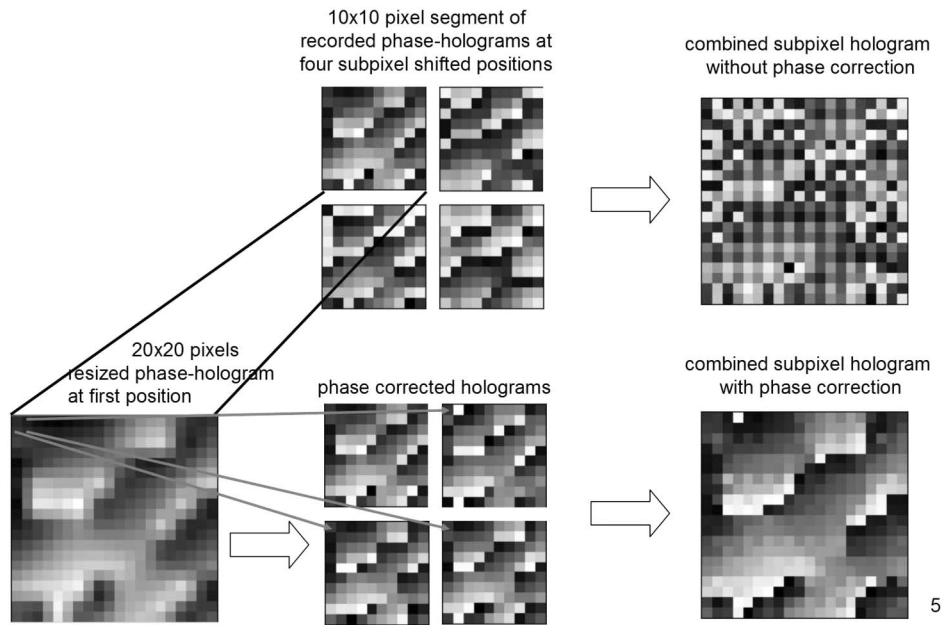 10x10 pixel segment of
recorded phase-holograms at
four subpixel shifted positions
combined subpixel hologram
without phase correction
20x20 pixels
resized phase-hologram
at first position
phase corrected holograms
combined subpixel hologram
with phase correction
5